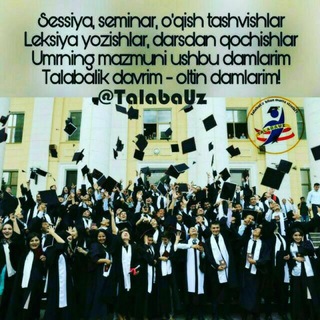 Sessiya, seminar, o'qish tashvishlar
Leksiya yozishlar, darsdan qochishlar
Umrning mazmuni ushbu damlarim
Talabalik davrim - oltin damlarim!
@TalabaUz